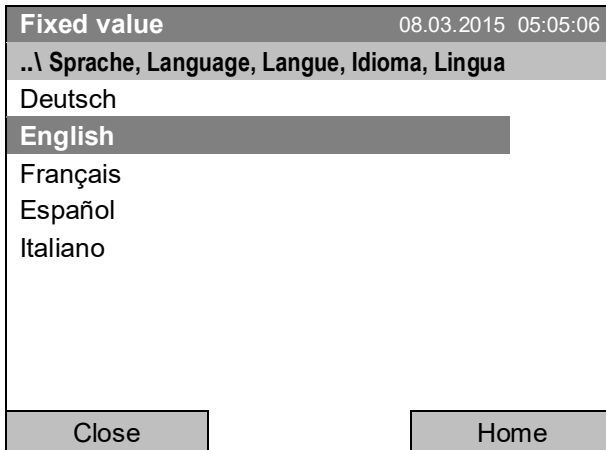 Fixed value 08.03.2015 05:05:06
..\ Sprache, Language, Langue, Idioma, Lingua
Deutsch
English
Français
Español
Italiano
Close Home